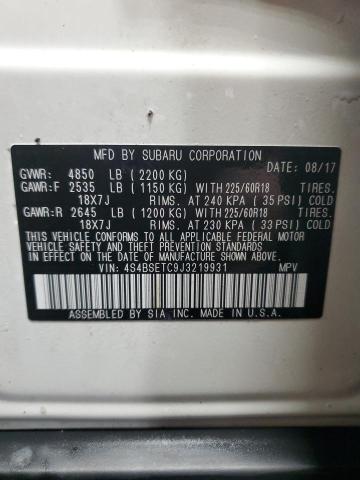 MFD BY SUBARU CORPORATION
DATE: 08/17
GVWR: 4850 LB (2200 KG)
GAWR:F 2535 LB (1150 KG) WITH 225/60R18 TIRES.
18X7J RIMS. AT 240 KPA (35 PSI) COLD
GAWR:R 2645 LB (1200 KG) WITH 225/60R18 TIRES.
18X7J RIMS. AT 230 KPA (33 PSI) COLD
THIS VEHICLE CONFORMS TO ALL APPLICABLE FEDERAL MOTOR
VEHICLE SAFETY, BUMPER, AND THEFT PREVENTION STANDARDS
IN EFFECT ON THE DATE OF MANUFACTURE SHOWN ABOVE.
VIN: 4S4BSETC9J3219931 MPV
ASSEMBLED BY SIA INC. MADE IN U.S.A.